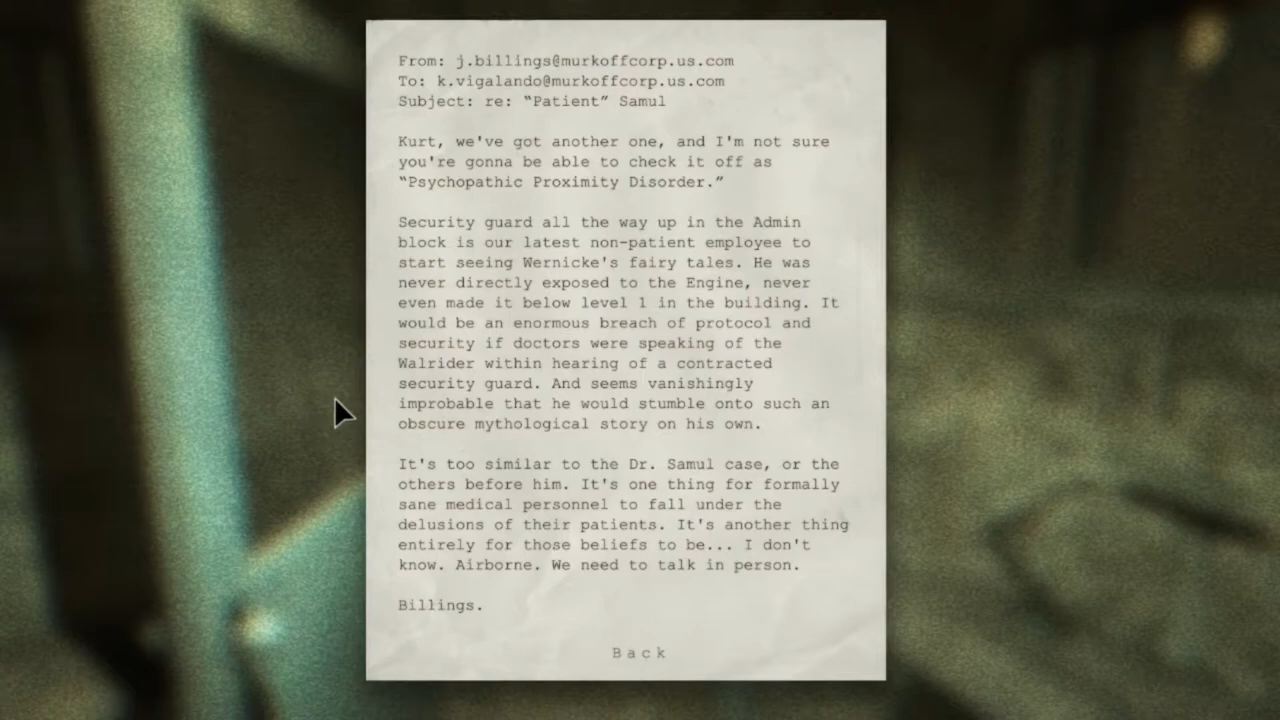 From: j.billings@murkoffcorp.us.com
To: k.vigalando@murkoffcorp.us.com
Subject: re: “Patient” Samul
Kurt, we've got another one, and I'm not sure
you're gonna be able to check it off as
“Psychopathic Proximity Disorder.”
Security guard all the way up in the Admin
block is our latest non-patient employee to
start seeing Wernicke's fairy tales. He was
never directly exposed to the Engine, never
even made it below level 1 in the building. It
would be an enormous breach of protocol and
security if doctors were speaking of the
Walrider within hearing of a contracted
security guard. And seems vanishingly
improbable that he would stumble onto such an
obscure mythological story on his own.
It's too similar to the Dr. Samul case, or the
others before him. It's one thing for formally
sane medical personnel to fall under the
delusions of their patients. It's another thing
entirely for those beliefs to be... I don't
know. Airborne. We need to talk in person.
Billings.
Back